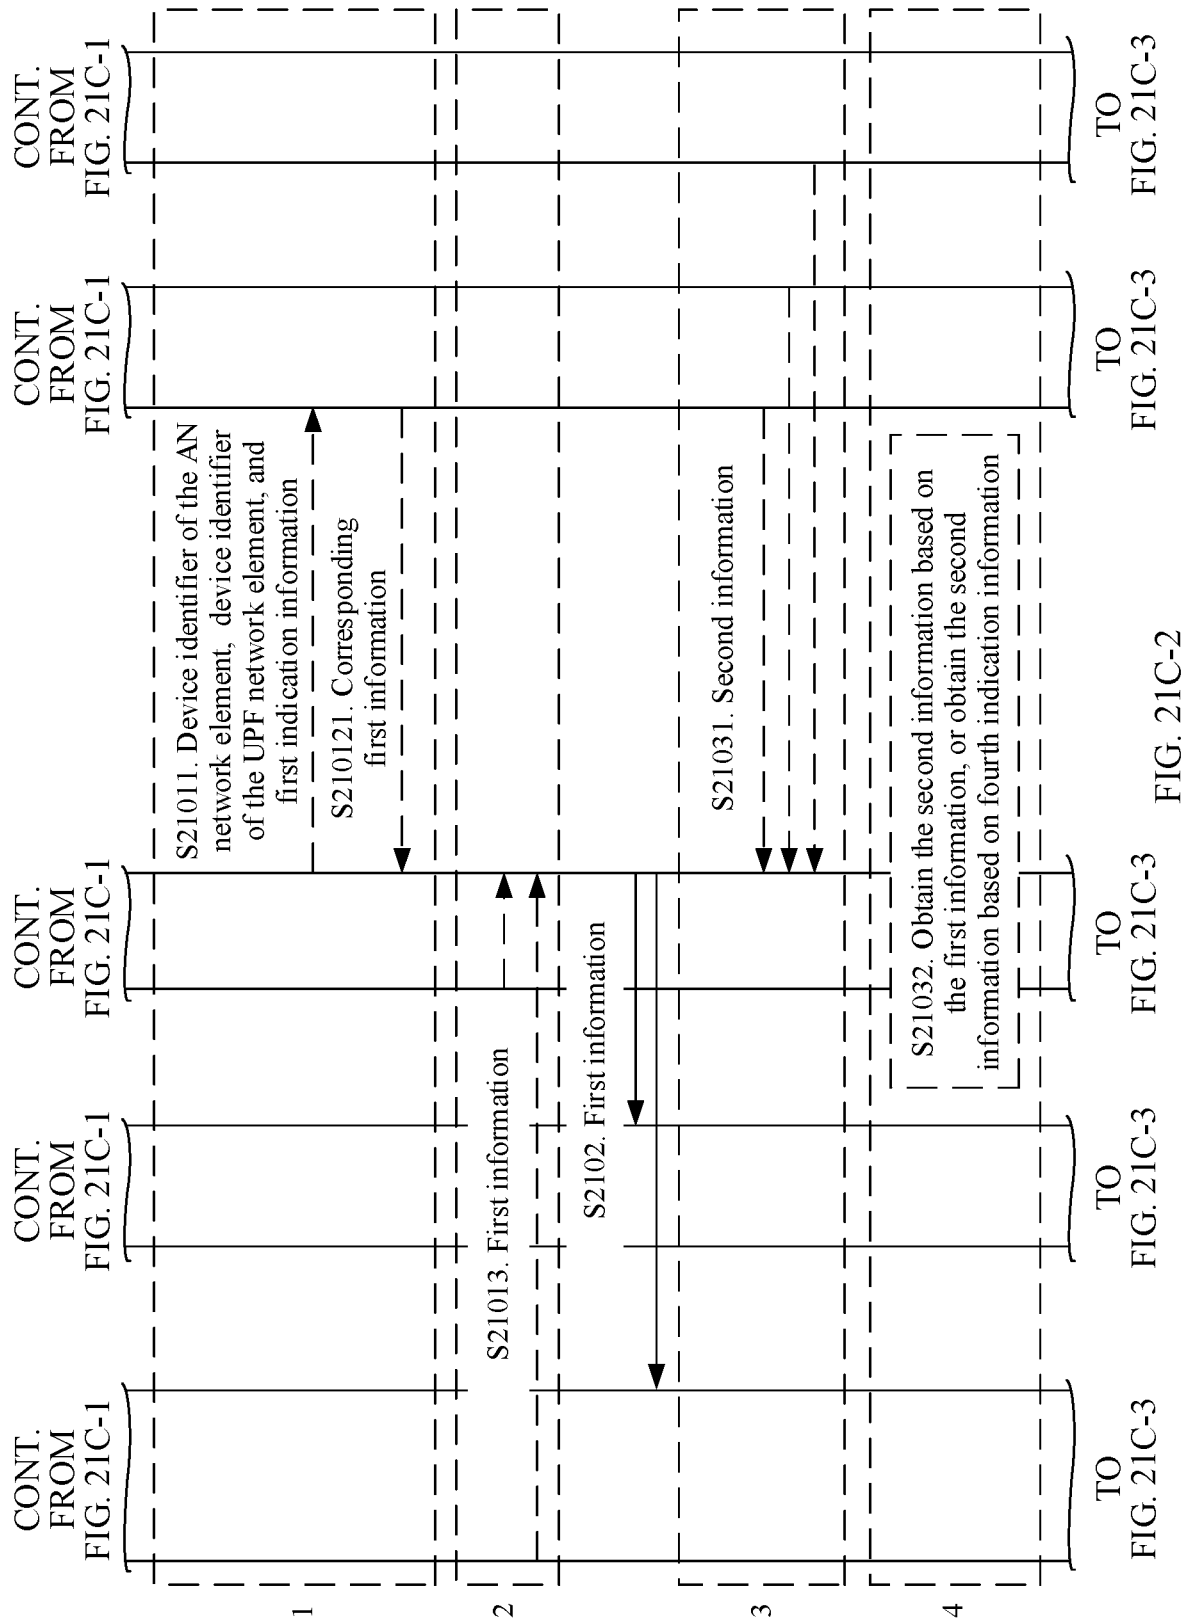 CONT.
FROM
FIG. 21C-1
CONT.
FROM
FIG. 21C-1
CONT.
FROM
FIG. 21C-1
CONT.
FROM
FIG. 21C-1
CONT.
FROM
FIG. 21C-1
1
S21011. Device identifier of the AN
network element, device identifier
of the UPF network element, and
first indication information
S210121. Corresponding
first information
2
S21013. First information
S2102. First information
3
S21031. Second information
4
S21032. Obtain the second information based on
the first information, or obtain the second
information based on fourth indication information
TO
FIG. 21C-3
TO
FIG. 21C-3
TO
FIG. 21C-3
TO
FIG. 21C-3
TO
FIG. 21C-3
FIG. 21C-2